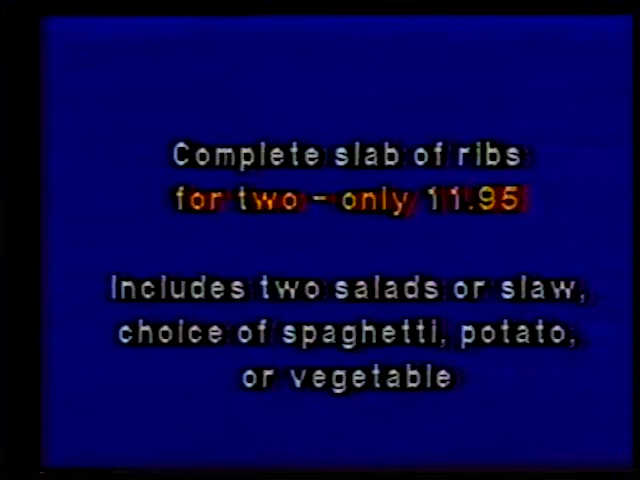 Complete slab of ribs
for two - only 11.95
Includes two salads or slaw,
choice of spaghetti, potato,
or vegetable